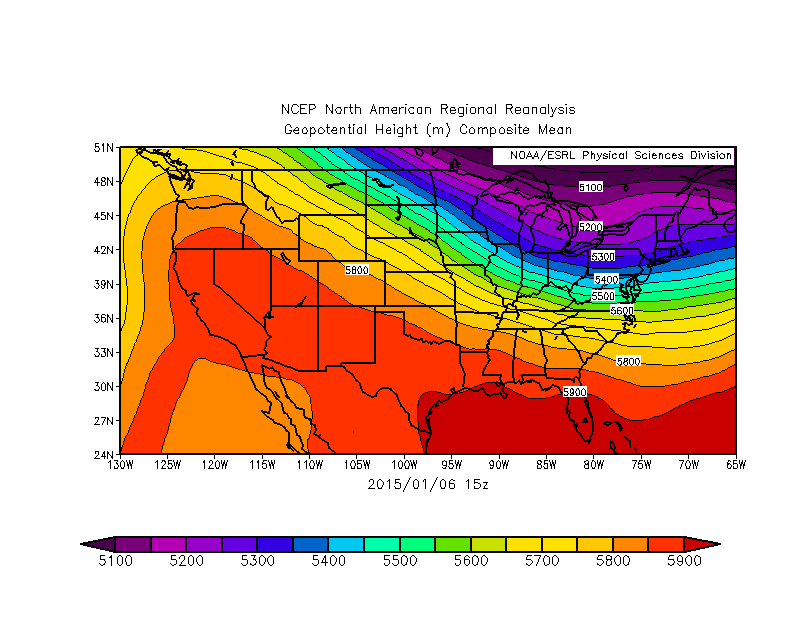 NCEP North American Regional Reanalysis
Geopotential Height (m) Composite Mean
NOAA/ESRL Physical Sciences Division
51N
48N
45N
42N
39N
36N
33N
30N
27N
24N
5100
5200
5300
5400
5500
5600
5800
5800
5900
130W 125W 120W 115W 110W 105W 100W 95W 90W 85W 80W 75W 70W 65W
2015/01/06 15z
5100 5200 5300 5400 5500 5600 5700 5800 5900